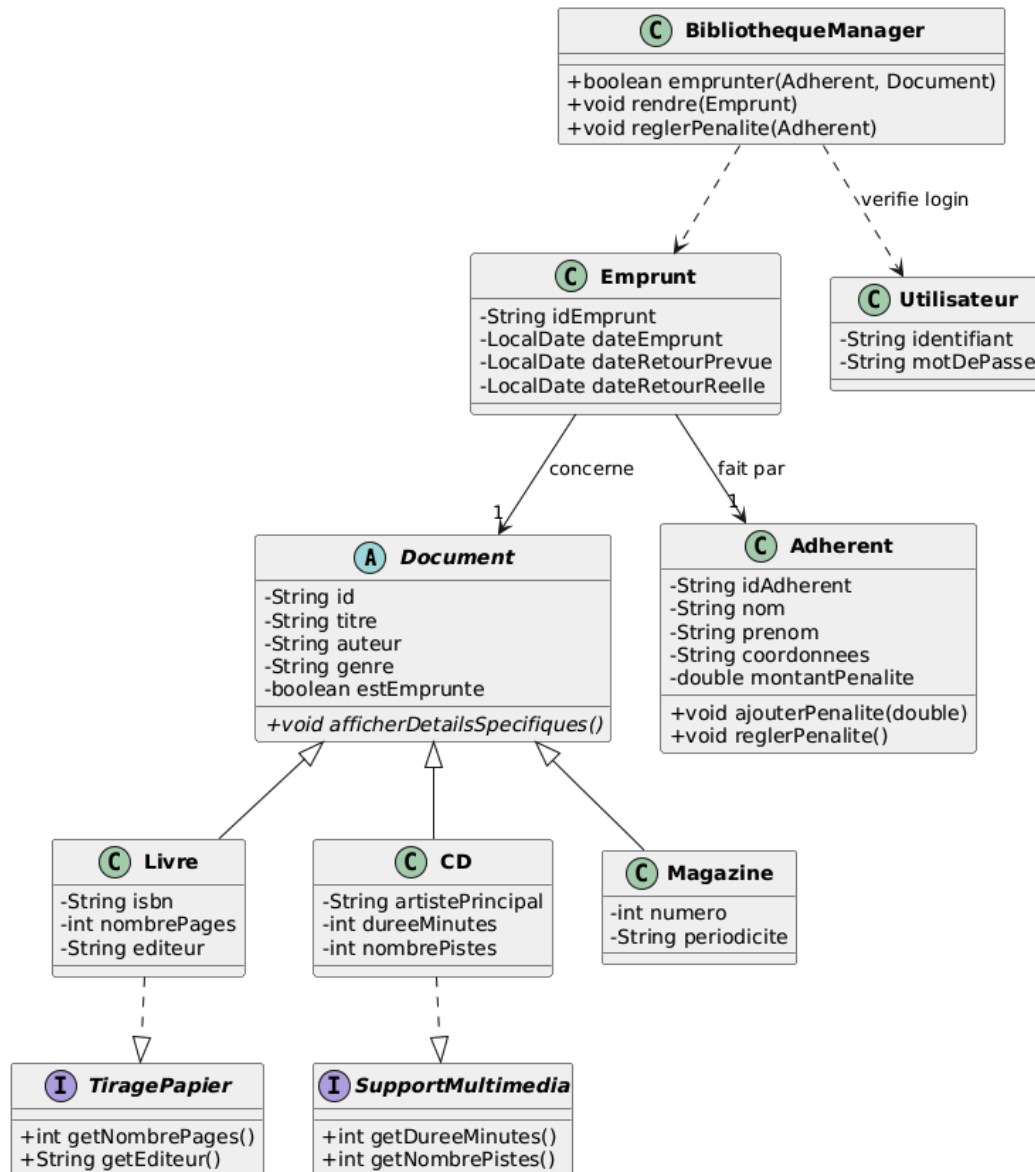 C BibliothequeManager
+boolean emprunter(Adherent, Document)
+void rendre(Emprunt)
+void reglerPenalite(Adherent)
verifie login
C Emprunt
-String idEmprunt
-LocalDate dateEmprunt
-LocalDate dateRetourPrevue
-LocalDate dateRetourReelle
C Utilisateur
-String identifiant
-String motDePasse
concerne
1
fait par
1
A Document
-String id
-String titre
-String auteur
-String genre
-boolean estEmprunte
+void afficherDetailsSpecifiques()
C Adherent
-String idAdherent
-String nom
-String prenom
-String coordonnees
-double montantPenalite
+void ajouterPenalite(double)
+void reglerPenalite()
C Livre
-String isbn
-int nombrePages
-String editeur
C CD
-String artistePrincipal
-int dureeMinutes
-int nombrePistes
C Magazine
-int numero
-String periodicite
I TiragePapier
+int getNombrePages()
+String getEditeur()
I SupportMultimedia
+int getDureeMinutes()
+int getNombrePistes()